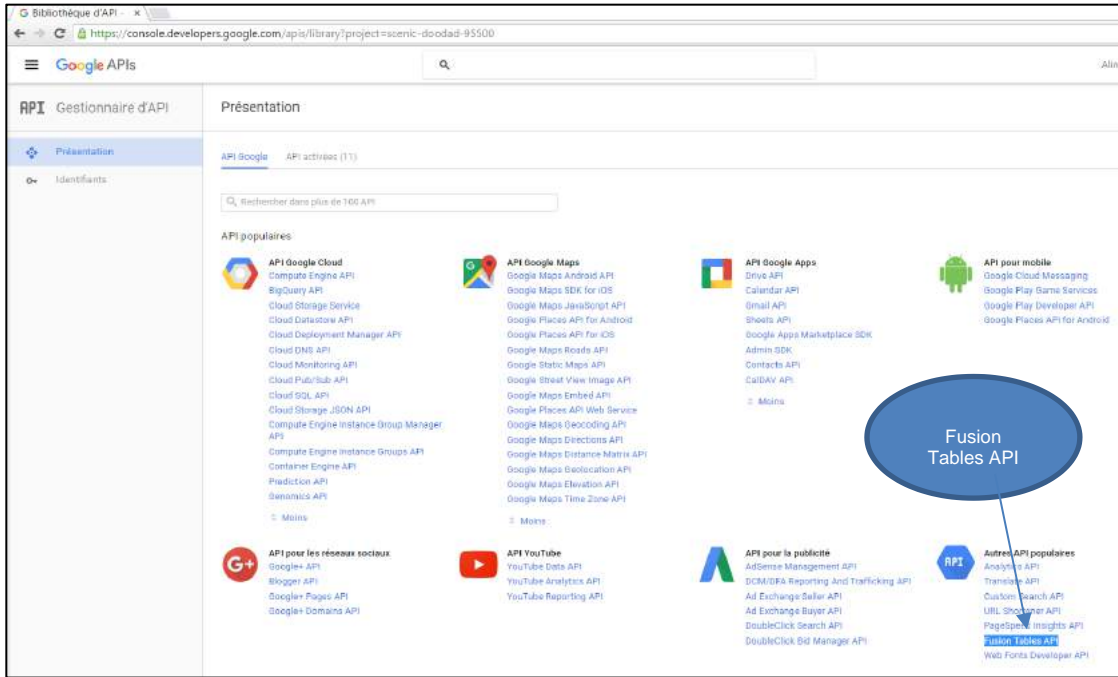 G Bibliothèque d'API - ×
https://console.developers.google.com/apis/library?project=scenic-doodad-95500
Google APIs
Alin
API Gestionnaire d'API
Présentation
Présentation
Identifiants
API Google API activées (11)
Rechercher dans plus de 100 API
API populaires
API Google Cloud
Compute Engine API
BigQuery API
Cloud Storage Service
Cloud Datastore API
Cloud Deployment Manager API
Cloud DNS API
Cloud Monitoring API
Cloud Pub/Sub API
Cloud SQL API
Cloud Storage JSON API
Compute Engine Instance Group Manager
API
Compute Engine Instance Groups API
Container Engine API
Prediction API
Genomics API
Moins
API Google Maps
Google Maps Android API
Google Maps SDK for iOS
Google Maps JavaScript API
Google Places API for Android
Google Places API for iOS
Google Maps Roads API
Google Static Maps API
Google Street View Image API
Google Maps Embed API
Google Places API Web Service
Google Maps Geocoding API
Google Maps Directions API
Google Maps Distance Matrix API
Google Maps Geolocation API
Google Maps Elevation API
Google Maps Time Zone API
Moins
API Google Apps
Drive API
Calendar API
Gmail API
Sheets API
Google Apps Marketplace SDK
Admin SDK
Contacts API
CalDAV API
Moins
API pour mobile
Google Cloud Messaging
Google Play Game Services
Google Play Developer API
Google Places API for Android
Fusion
Tables API
G+
API pour les réseaux sociaux
Google+ API
Blogger API
Google+ Pages API
Google+ Domains API
API YouTube
YouTube Data API
YouTube Analytics API
YouTube Reporting API
API pour la publicité
AdSense Management API
DCM/DFA Reporting And Trafficking API
Ad Exchange Seller API
Ad Exchange Buyer API
DoubleClick Search API
DoubleClick Bid Manager API
API
Autres API populaires
Analytics API
Translate API
Custom Search API
URL Shortener API
PageSpeed Insights API
Fusion Tables API
Web Fonts Developer API